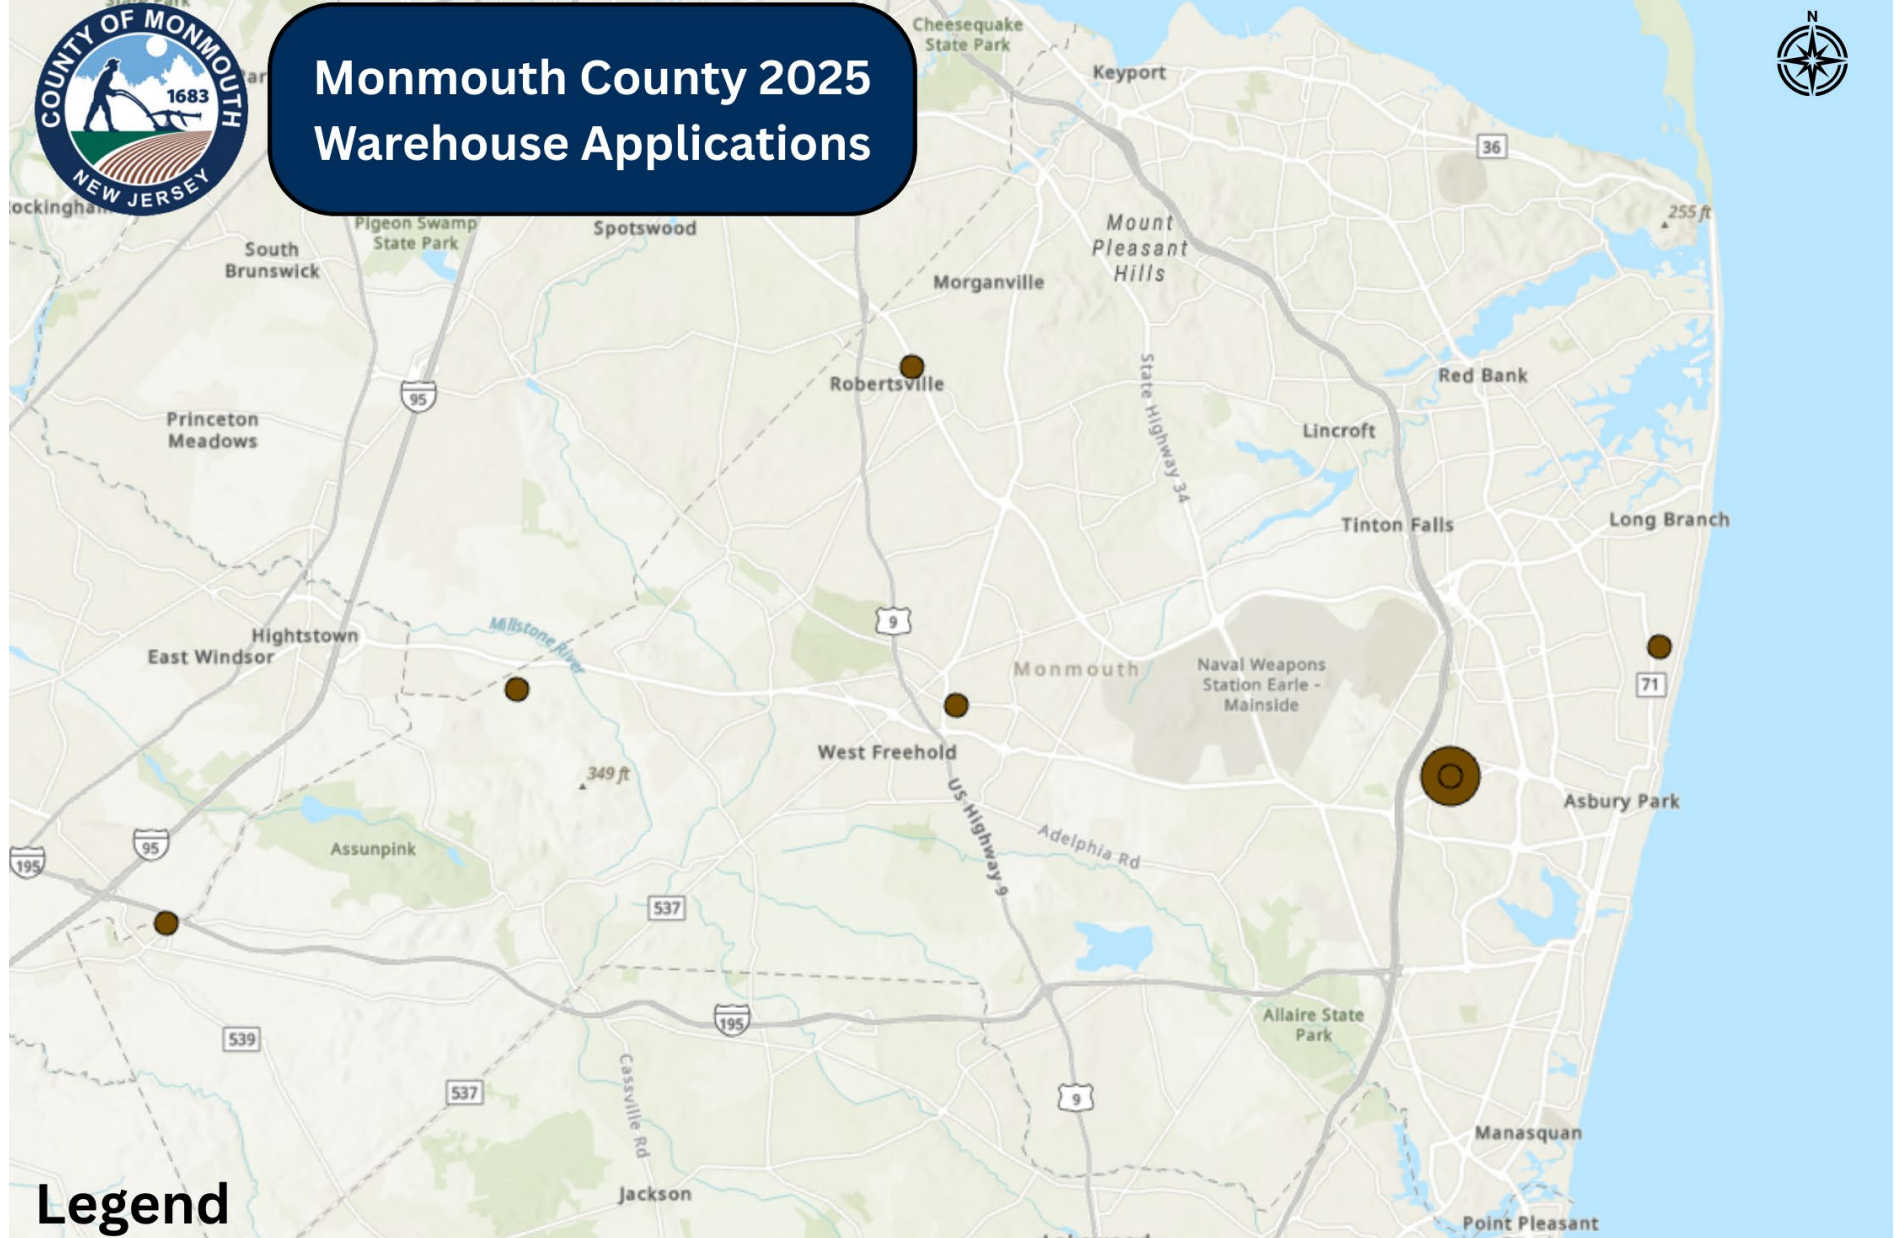 COUNTY OF MONMOUTH
1683
NEW JERSEY
Monmouth County 2025
Warehouse Applications
N
Cheesequake
State Park
Keyport
36
255 ft
Pigeon Swamp
State Park
Spotswood
South
Brunswick
Mount
Pleasant
Hills
Morganville
Robertsville
State Highway 34
Red Bank
95
Princeton
Meadows
Lincroft
Tinton Falls
Long Branch
9
Millstone River
Hightstown
East Windsor
Monmouth
Naval Weapons
Station Earle -
Mainside
71
West Freehold
349 ft
US Highway 9
Asbury Park
Adelphia Rd
95
195
Assunpink
537
Allaire State
Park
195
539
Cassville Rd
537
9
Manasquan
Jackson
Legend
Point Pleasant